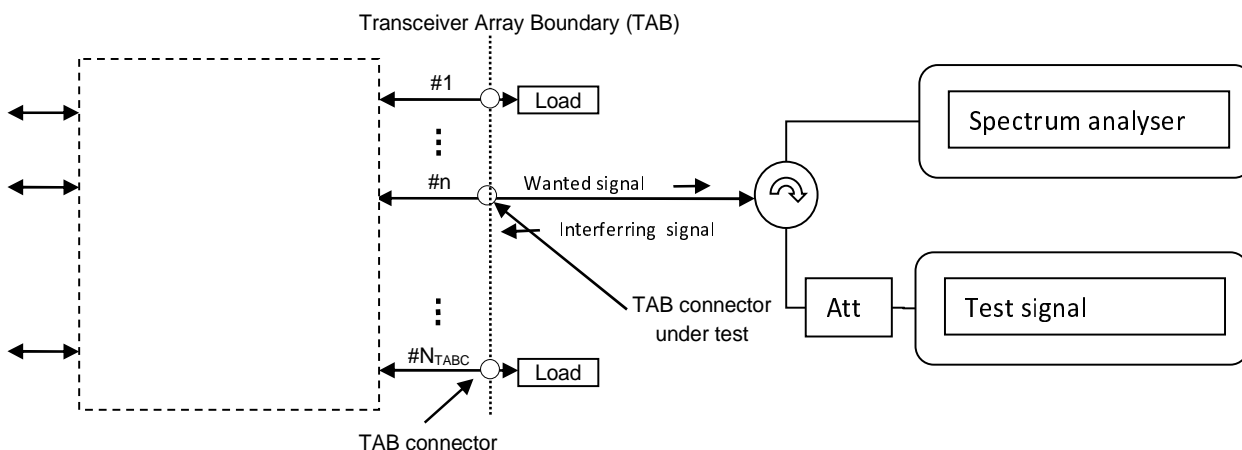 Transceiver Array Boundary (TAB)
#1
Load
Spectrum analyser
#n
Wanted signal
Interferring signal
TAB connector
under test
Att
Test signal
#NTABC
Load
TAB connector